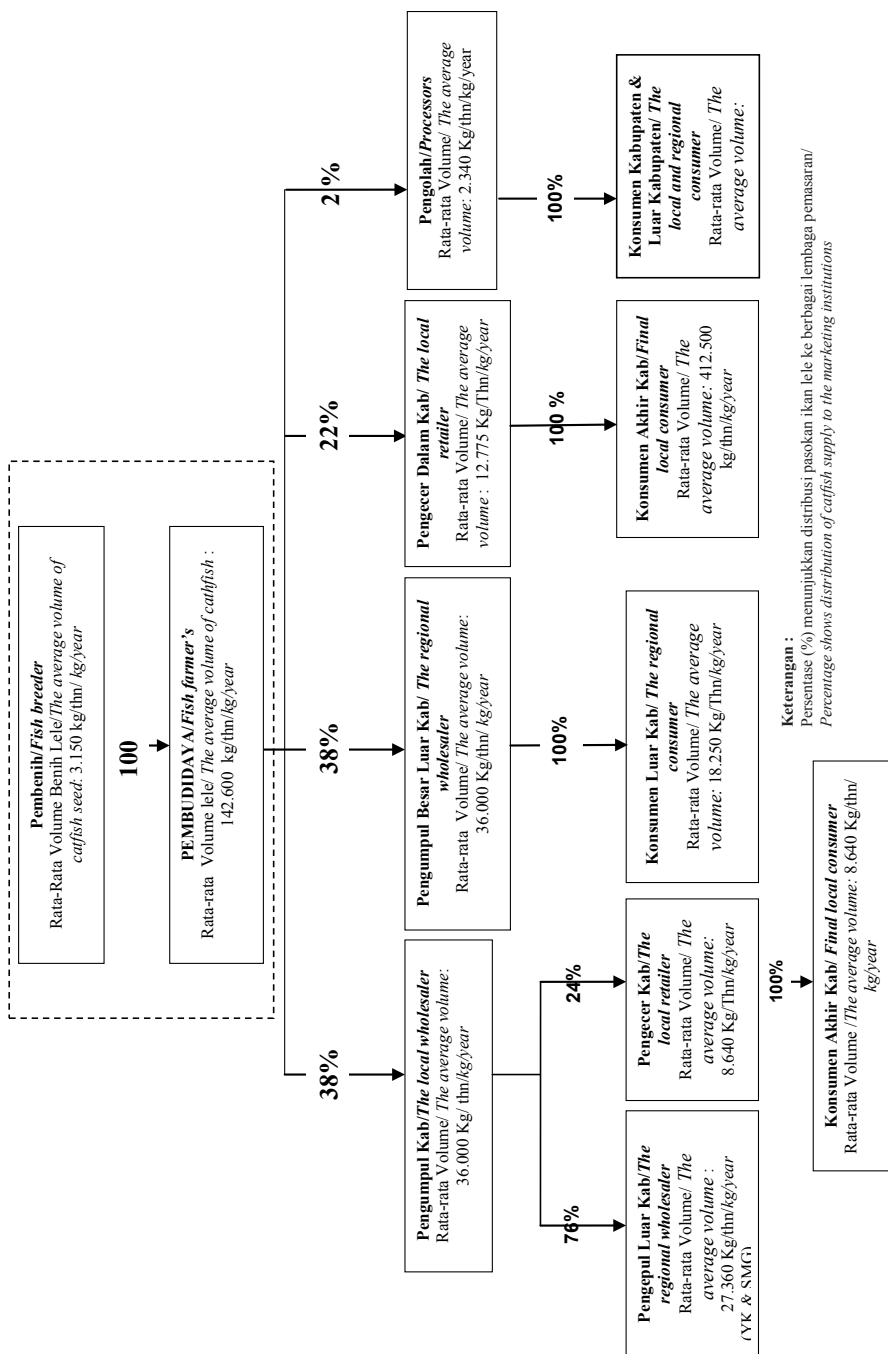 Pembenih/Fish breeder
Rata-Rata Volume Benih Lele/The average volume of
catfish seed: 3.150 kg/thn/ kg/year
100
PEMBUDIDAYA/Fish farmer's
Rata-rata Volume lele/ The average volume of cathfish :
142.600 kg/thn/kg/year
38%
38%
22%
2 %
Pengumpul Kab/The local wholesaler
Rata-rata Volume/ The average volume:
36.000 Kg/ thn/kg/year
Pengumpul Besar Luar Kab/ The regional
wholesaler
Rata-rata Volume/ The average volume:
36.000 Kg/thn/ kg/year
Pengecer Dalam Kab/ The local
retailer
Rata-rata Volume/ The average
volume : 12.775 Kg/Thn/kg/year
Pengolah/Processors
Rata-rata Volume/ The average
volume: 2.340 Kg/thn/kg/year
76%
24%
100%
100 %
100%
Pengepul Luar Kab/The
regional wholesaler
Rata-rata Volume/ The
average volume :
27.360 Kg/thn/kg/year
(YK & SMG)
Pengecer Kab/The
local retailer
Rata-rata Volume/ The
average volume:
8.640 Kg/Thn/kg/year
Konsumen Luar Kab/ The regional
consumer
Rata-rata Volume/ The average
volume: 18.250 Kg/Thn/kg/year
Konsumen Akhir Kab/Final
local consumer
Rata-rata Volume/ The
average volume: 412.500
kg/thn/kg/year
Konsumen Kabupaten &
Luar Kabupaten/ The
local and regional
consumer
Rata-rata Volume/ The
average volume:
100%
Konsumen Akhir Kab/ Final local consumer
Rata-rata Volume /The average volume: 8.640 Kg/thn/
kg/year
Keterangan :
Persentase (%) menunjukkan distribusi pasokan ikan lele ke berbagai lembaga pemasaran/
Percentage shows distribution of catfish supply to the marketing institutions